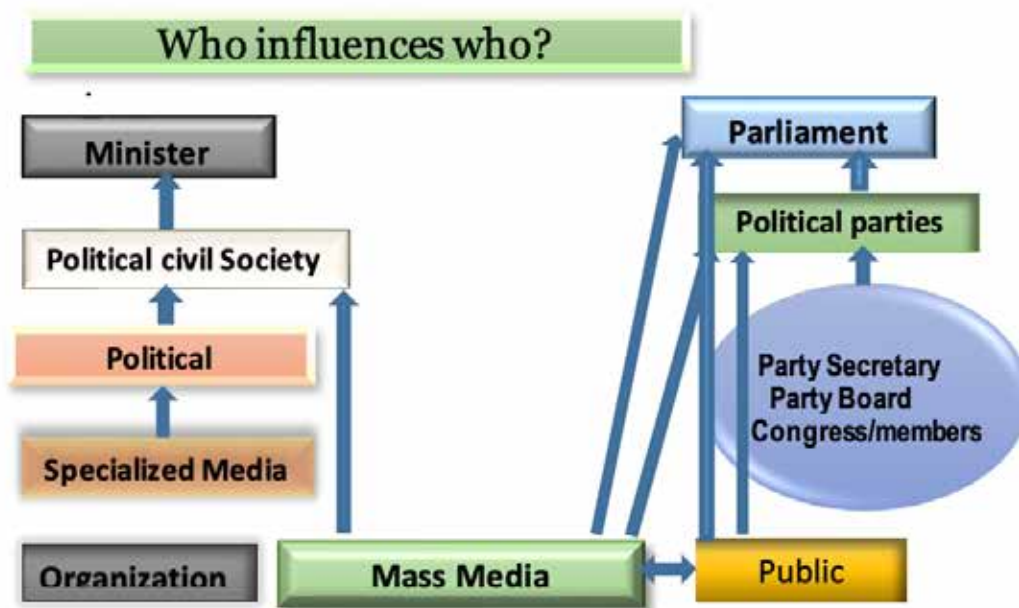 Who influences who?
Minister
Political civil Society
Political
Specialized Media
Organization
Mass Media
Public
Parliament
Political parties
Party Secretary
Party Board
Congress/members